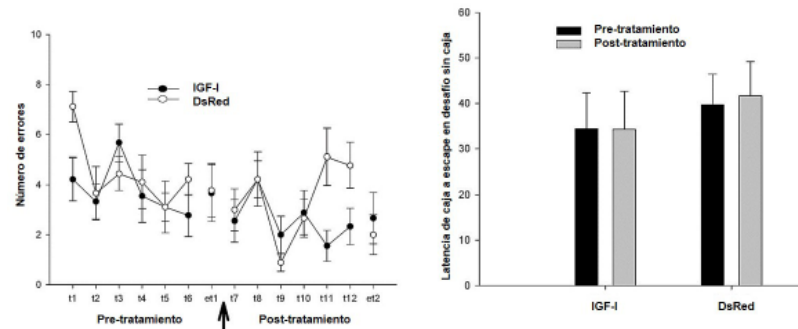 10
8
6
4
2
0
Número de errores
IGF-I
DsRed
t1 t2 t3 t4 t5 t6 et1 t7 t8 t9 t10 t11 t12 et2
Pre-tratamiento Post-tratamiento
60
50
40
30
20
10
0
Latencia de caja a escape en desafío sin caja
Pre-tratamiento
Post-tratamiento
IGF-I DsRed